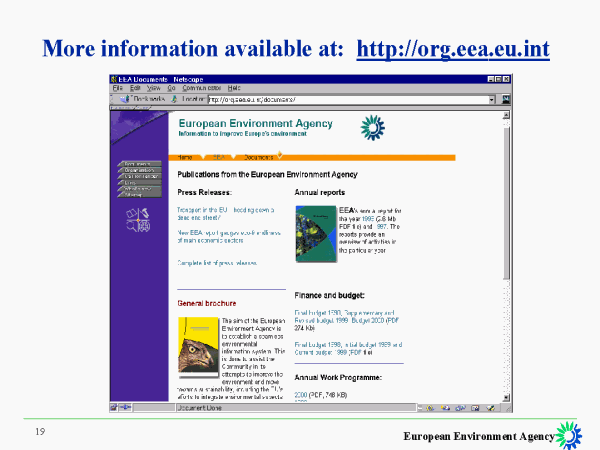 More information available at: http://org.eea.eu.int
EEA Documents - Netscape
File Edit View Go Communicator Help
Bookmarks Location http://org.eea.eu.int/documents/
European Environment Agency
Information to improve Europe's environment
Home EEA Documents
Publications from the European Environment Agency
Press Releases:
Transport in the EU - heading down a
dead end street?
New EEA report gauges eco-friendliness
of main economic sectors
Complete list of press releases
General brochure
The aim of the European
Environment Agency is
to establish a seamless
environmental
information system. This
is done to assist the
Community in its
attempts to improve the
environment and move
towards sustainability, including the EU's
efforts to integrate environmental aspects
Annual reports
EEA's annual report for
the year 1998 (2.6 Mb
PDF file) and 1997. The
reports provide an
overview of activities in
the particular year
Finance and budget:
Final budget 1998, Supplementary and
Revised budget 1999, Budget 2000 (PDF
274 Kb)
Final budget 1998, Initial budget 1999 and
Current budget 1999 (PDF file)
Annual Work Programme:
2000 (PDF, 748 KB)
Document: Done
19
European Environment Agency